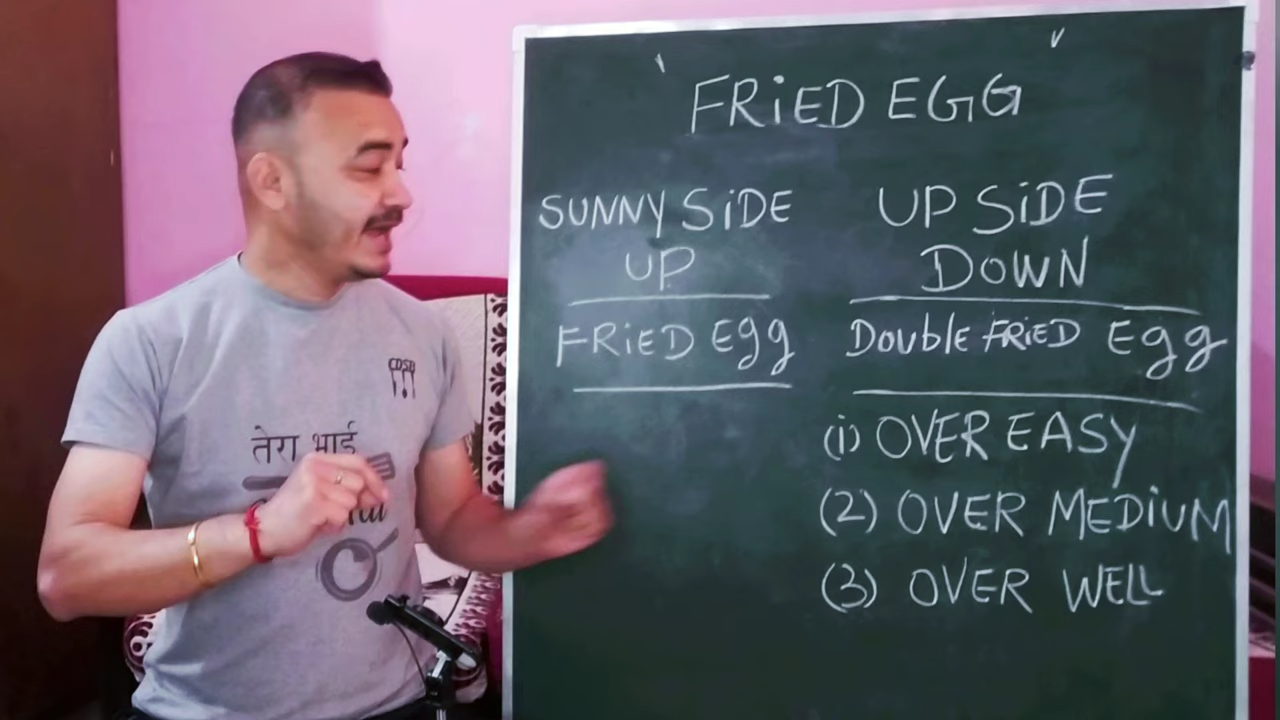 FRiED EGG
SUNNY SiDE
UP
FRiED Egg
UP SiDE
DOWN
DOUblE FRiED Egg
(1) OVER EASY
(2) OVER MEDiUM
(3) OVER WELL
CDSD
तेरा भाई